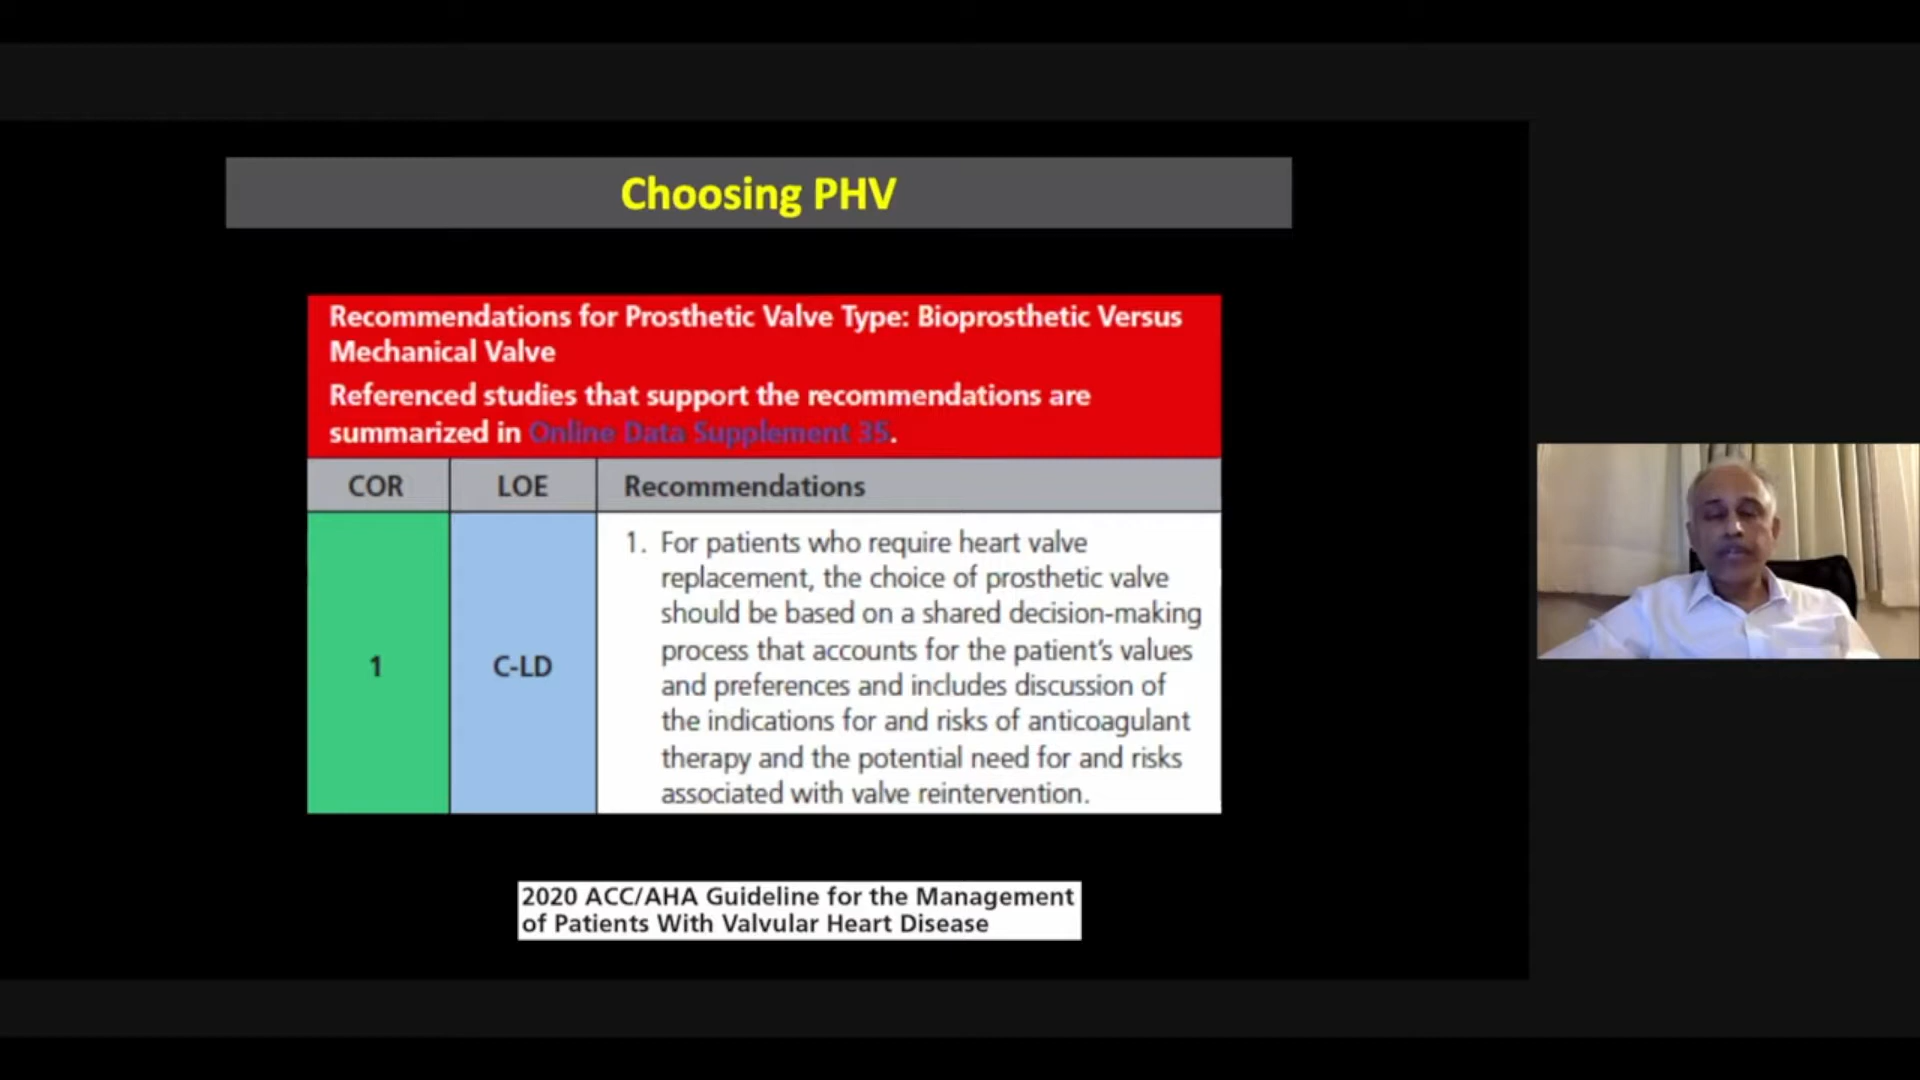 Choosing PHV
Recommendations for Prosthetic Valve Type: Bioprosthetic Versus
Mechanical Valve
Referenced studies that support the recommendations are
summarized in Online Data Supplement 35.
COR LOE Recommendations
1 C-LD
1. For patients who require heart valve
replacement, the choice of prosthetic valve
should be based on a shared decision-making
process that accounts for the patient’s values
and preferences and includes discussion of
the indications for and risks of anticoagulant
therapy and the potential need for and risks
associated with valve reintervention.
2020 ACC/AHA Guideline for the Management
of Patients With Valvular Heart Disease